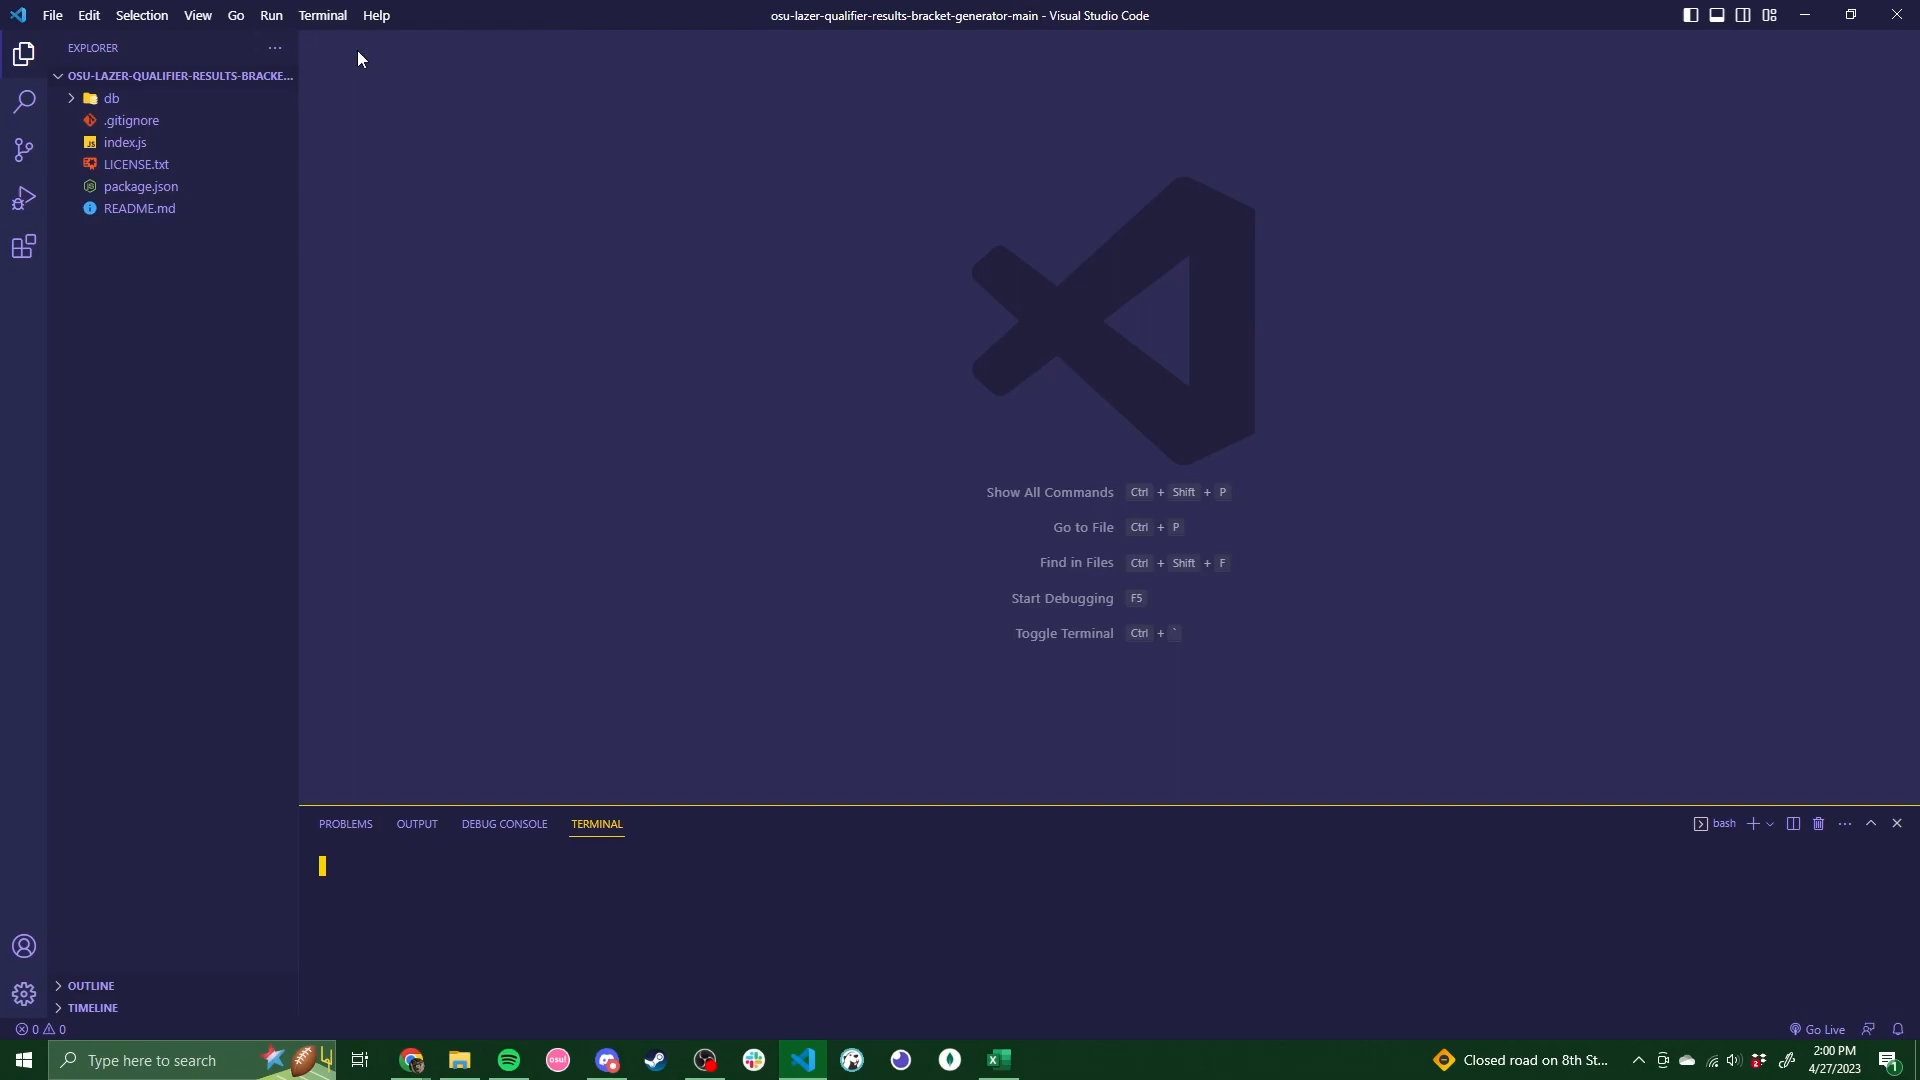 File Edit Selection View Go Run Terminal Help
osu-lazer-qualifier-results-bracket-generator-main - Visual Studio Code
EXPLORER
OSU-LAZER-QUALIFIER-RESULTS-BRACKE...
db
.gitignore
JS index.js
LICENSE.txt
package.json
README.md
Show All Commands Ctrl + Shift + P
Go to File Ctrl + P
Find in Files Ctrl + Shift + F
Start Debugging F5
Toggle Terminal Ctrl + `
PROBLEMS OUTPUT DEBUG CONSOLE TERMINAL
bash
OUTLINE
TIMELINE
0 0
Go Live
Type here to search
osu!
Closed road on 8th St...
2:00 PM
4/27/2023
1